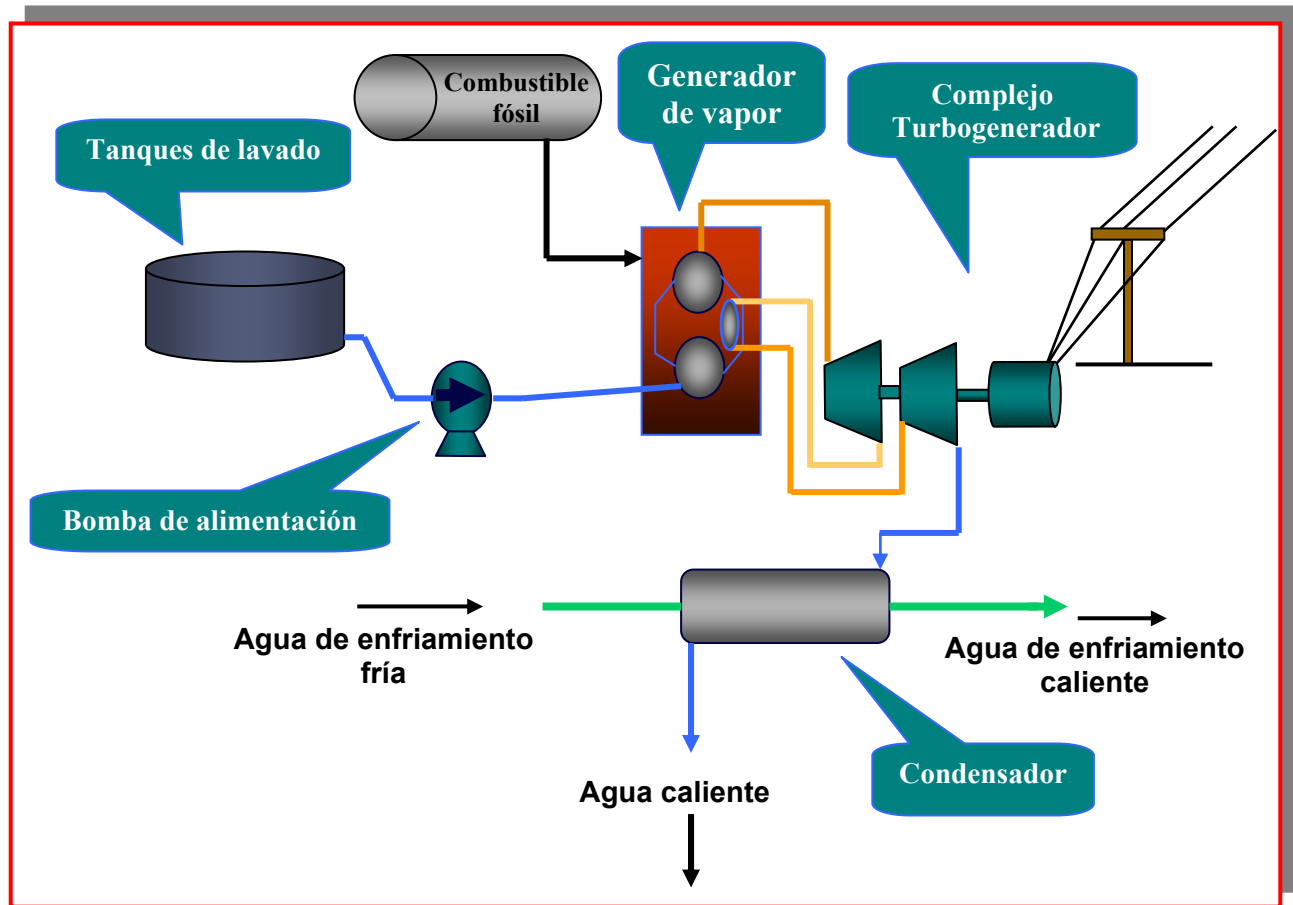 Combustible
fósil
Generador
de vapor
Complejo
Turbogenerador
Tanques de lavado
Bomba de alimentación
Agua de enfriamiento
fría
Agua de enfriamiento
caliente
Condensador
Agua caliente